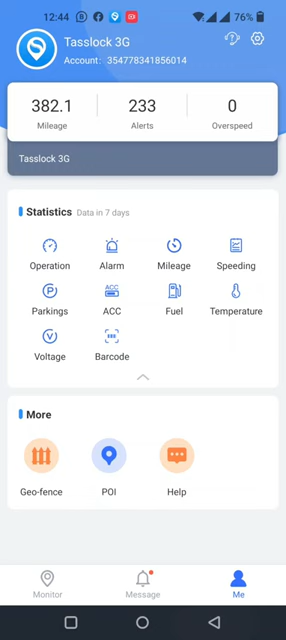 12:44
76%
Tasslock 3G
Account: 354778341856014
382.1 233 0
Mileage Alerts Overspeed
Tasslock 3G
Statistics Data in 7 days
Operation Alarm Mileage Speeding
ACC
Parkings ACC Fuel Temperature
Voltage Barcode
More
Geo-fence POI Help
Monitor Message Me